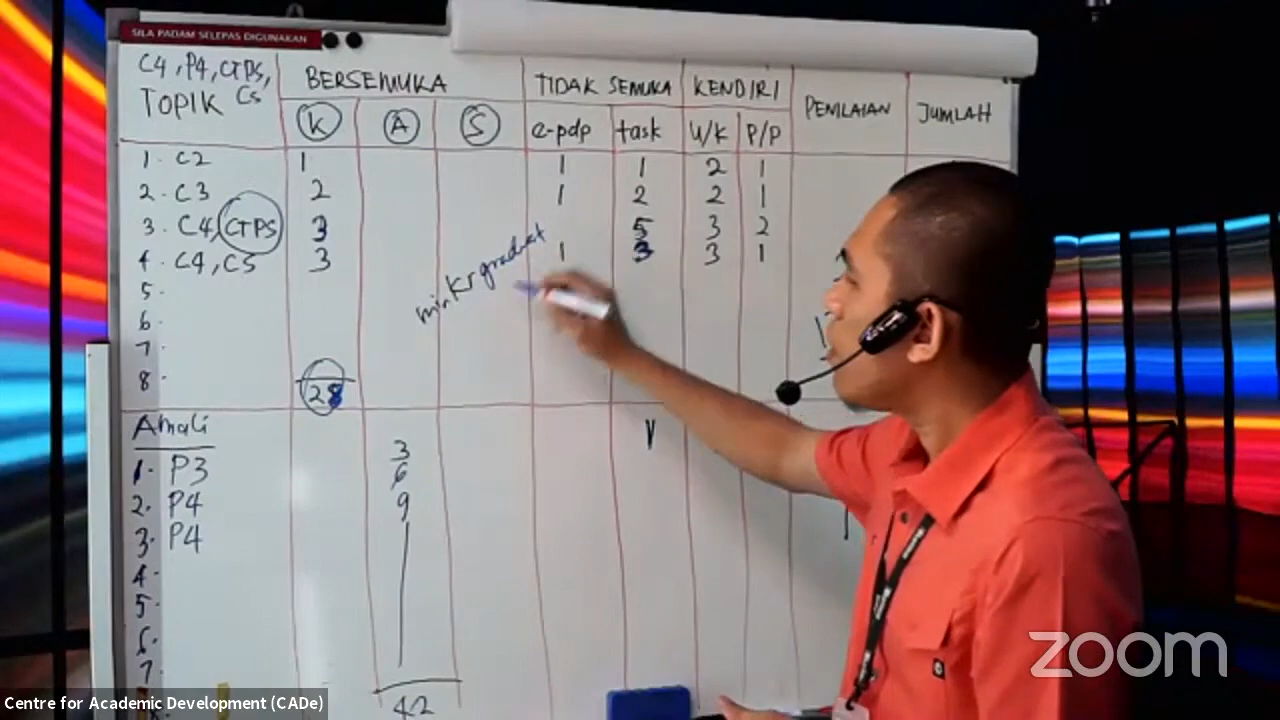 SILA PADAM SELEPAS DIGUNAKAN
C4, P4, CTPS, CS
TOPIK
BERSEMUKA TIDAK SEMUKA KENDIRI PENILAIAN JUMLAH
K A S e-pdp task U/K P/P
1. C2 1 1 1 2 1
2. C3 2 1 2 2 1
3. C4, CTPS 3 5 3 2
4. C4, CS 3 1 3 3 1
5.
6.
7.
8.
28
Amali
1. P3 3
6
2. P4 9
3. P4
4.
5.
6.
7.
42
zoom
Centre for Academic Development (CADe)